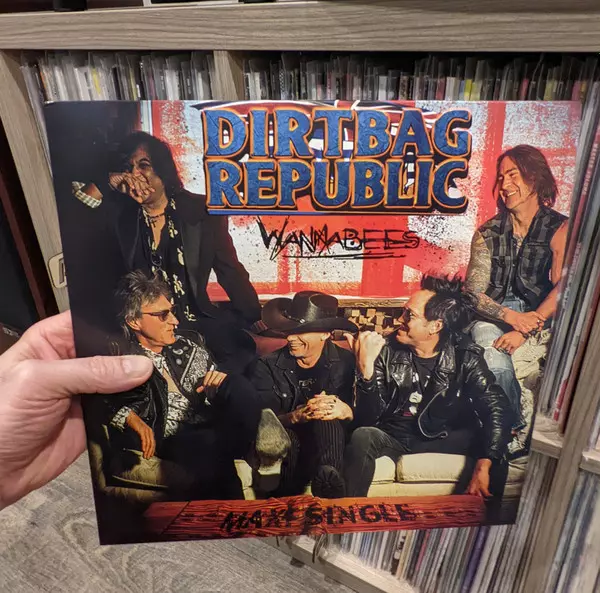 DIRTBAG
REPUBLIC
WANNABEES
MAXI SINGLE